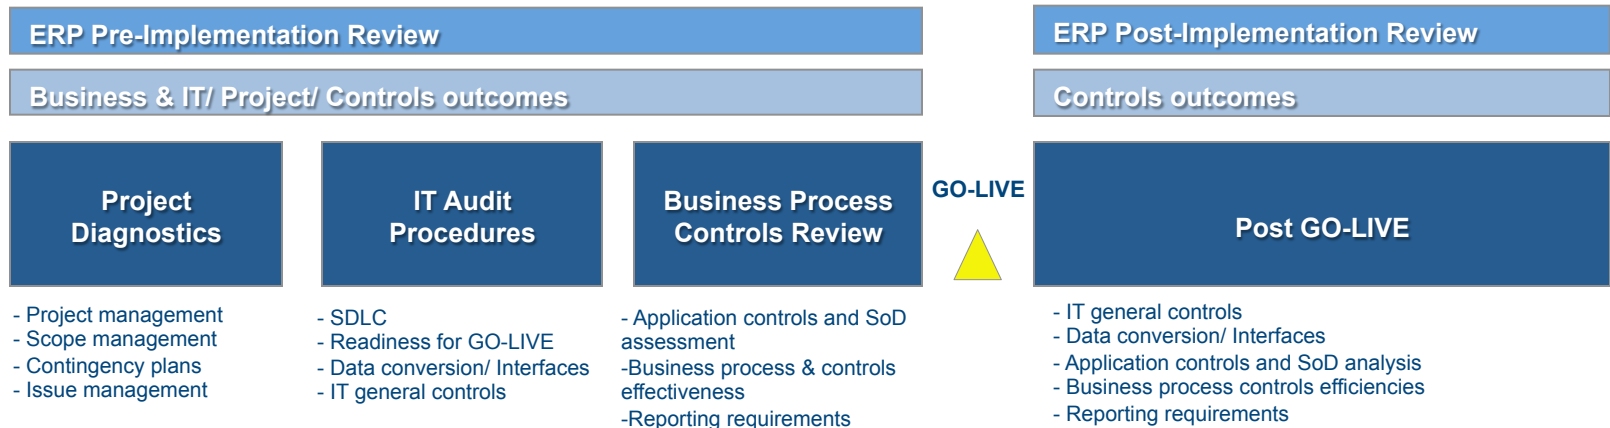 ERP Pre-Implementation Review
Business & IT/ Project/ Controls outcomes
Project
Diagnostics
- Project management
- Scope management
- Contingency plans
- Issue management
IT Audit
Procedures
- SDLC
- Readiness for GO-LIVE
- Data conversion/ Interfaces
- IT general controls
Business Process
Controls Review
- Application controls and SoD
assessment
-Business process & controls
effectiveness
-Reporting requirements
GO-LIVE
ERP Post-Implementation Review
Controls outcomes
Post GO-LIVE
- IT general controls
- Data conversion/ Interfaces
- Application controls and SoD analysis
- Business process controls efficiencies
- Reporting requirements